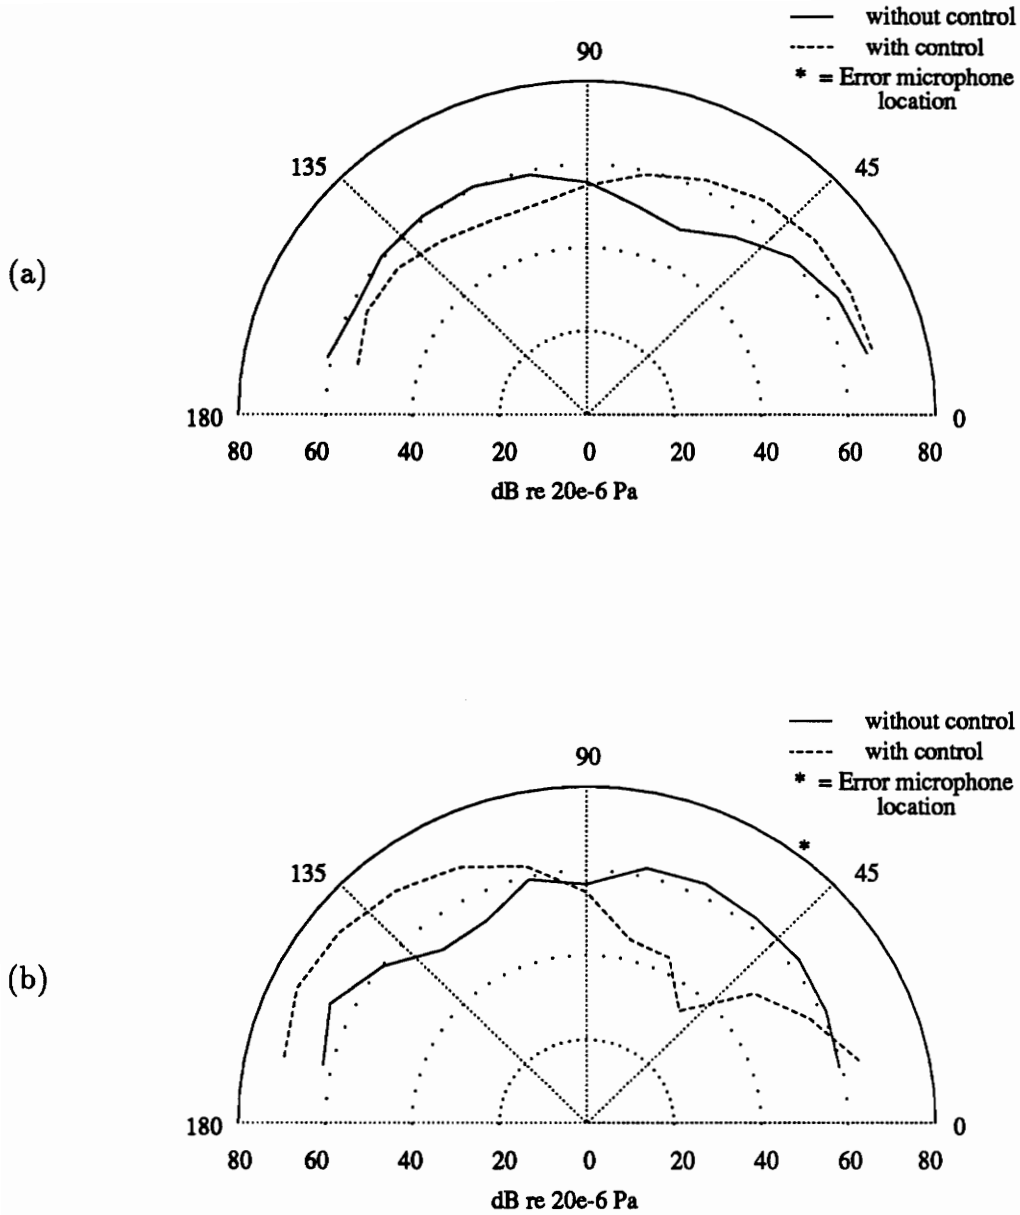 without control
with control
* = Error microphone
location
90
135
45
(a)
180
0
80 60 40 20 0 20 40 60 80
dB re 20e-6 Pa
without control
with control
* = Error microphone
location
90
*
135
45
(b)
180
0
80 60 40 20 0 20 40 60 80
dB re 20e-6 Pa